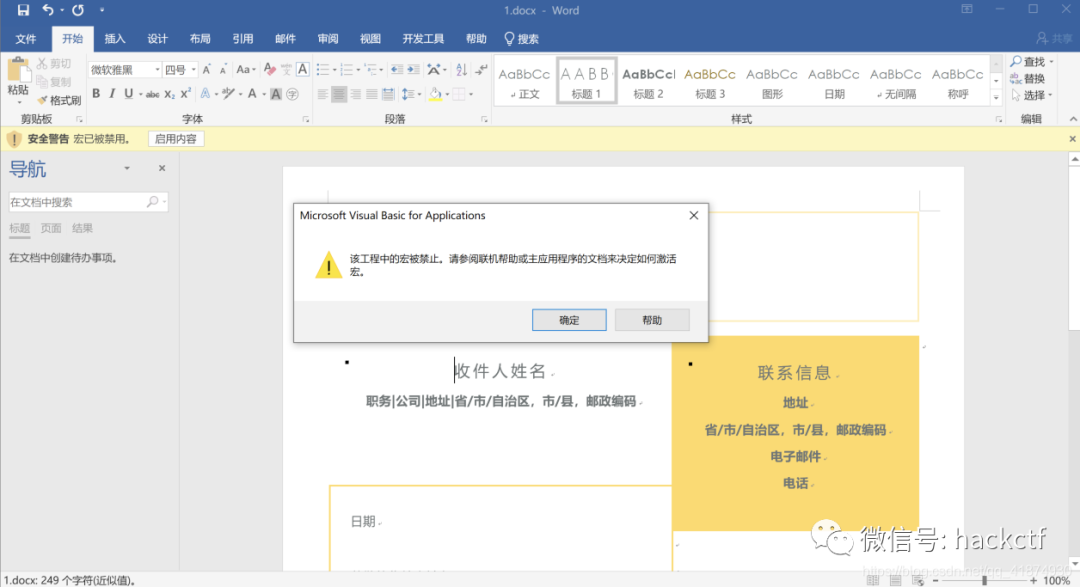 1.docx - Word
文件 开始 插入 设计 布局 引用 邮件 审阅 视图 开发工具 帮助 搜索 共享
粘贴 剪切 复制 格式刷
微软雅黑 四号 Aa A
B I U abc X₂ X² A A A 字
AaBbCc AABB AaBbCcI AaBbCc AaBbCc AaBbCc AaBbCc AaBbCc
正文 标题 1 标题 2 标题 3 图形 日期 无间隔 称呼
查找 替换 选择
剪贴板 字体 段落 样式 编辑
安全警告 宏已被禁用。 启用内容
导航
在文档中搜索
标题 页面 结果
在文档中创建待办事项。
Microsoft Visual Basic for Applications
该工程中的宏被禁止。请参阅联机帮助或主应用程序的文档来决定如何激活
宏。
确定 帮助
收件人姓名
职务|公司|地址|省/市/自治区，市/县，邮政编码
联系信息
地址
省/市/自治区，市/县，邮政编码
电子邮件
电话
日期
微信号: hackctf
1.docx: 249 个字符(近似值)。
100%